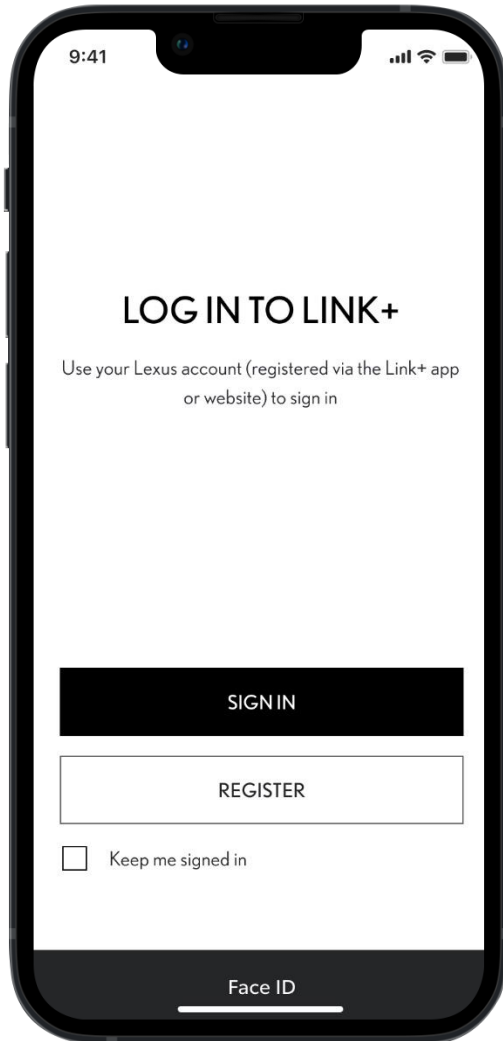 9:41
LOG IN TO LINK+
Use your Lexus account (registered via the Link+ app
or website) to sign in
SIGN IN
REGISTER
Keep me signed in
Face ID